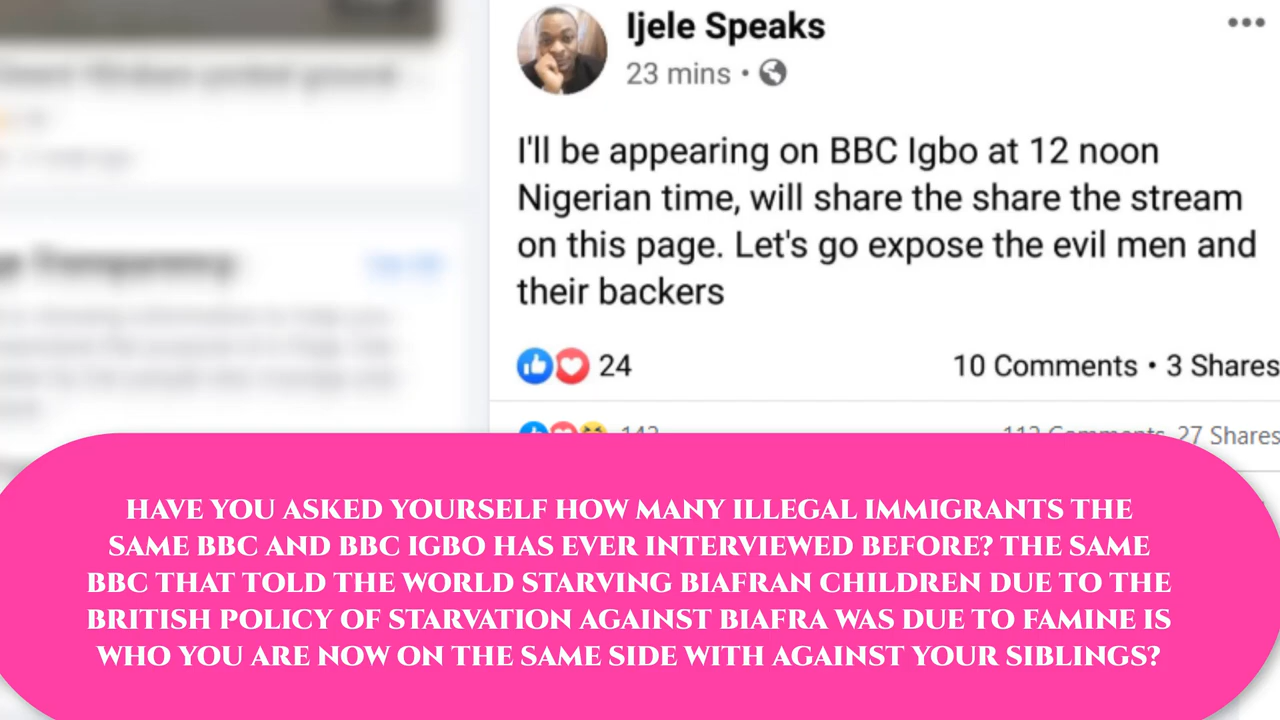 Ijele Speaks
23 mins •
I'll be appearing on BBC Igbo at 12 noon
Nigerian time, will share the share the stream
on this page. Let's go expose the evil men and
their backers
24
10 Comments • 3 Shares
142
112 Comments 27 Shares
HAVE YOU ASKED YOURSELF HOW MANY ILLEGAL IMMIGRANTS THE
SAME BBC AND BBC IGBO HAS EVER INTERVIEWED BEFORE? THE SAME
BBC THAT TOLD THE WORLD STARVING BIAFRAN CHILDREN DUE TO THE
BRITISH POLICY OF STARVATION AGAINST BIAFRA WAS DUE TO FAMINE IS
WHO YOU ARE NOW ON THE SAME SIDE WITH AGAINST YOUR SIBLINGS?